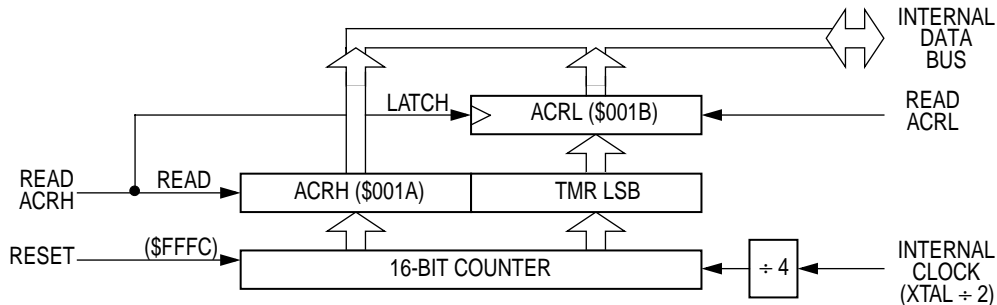 INTERNAL
DATA
BUS
LATCH
ACRL ($001B)
READ
ACRL
READ
ACRH
READ
ACRH ($001A)
TMR LSB
RESET
($FFFC)
16-BIT COUNTER
÷ 4
INTERNAL
CLOCK
(XTAL ÷ 2)